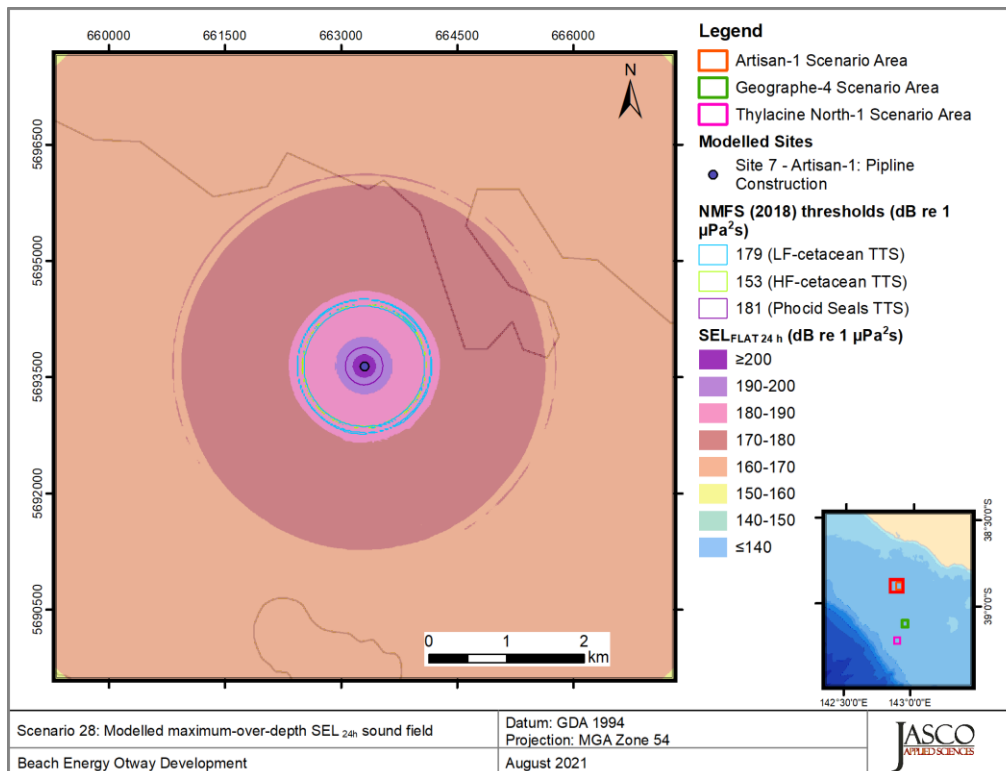 660000 661500 663000 664500 666000
5696500
5695000
5693500
5692000
5690500
N
0 1 2
km
Legend
Artisan-1 Scenario Area
Geographe-4 Scenario Area
Thylacine North-1 Scenario Area
Modelled Sites
Site 7 - Artisan-1: Pipline
Construction
NMFS (2018) thresholds (dB re 1
µPa²s)
179 (LF-cetacean TTS)
153 (HF-cetacean TTS)
181 (Phocid Seals TTS)
SEL FLAT 24 h (dB re 1 µPa²s)
≥200
190-200
180-190
170-180
160-170
150-160
140-150
≤140
38°30'0"S
39°0'0"S
142°30'0"E 143°0'0"E
Scenario 28: Modelled maximum-over-depth SEL 24h sound field
Datum: GDA 1994
Projection: MGA Zone 54
Beach Energy Otway Development
August 2021
JASCO
APPLIED SCIENCES